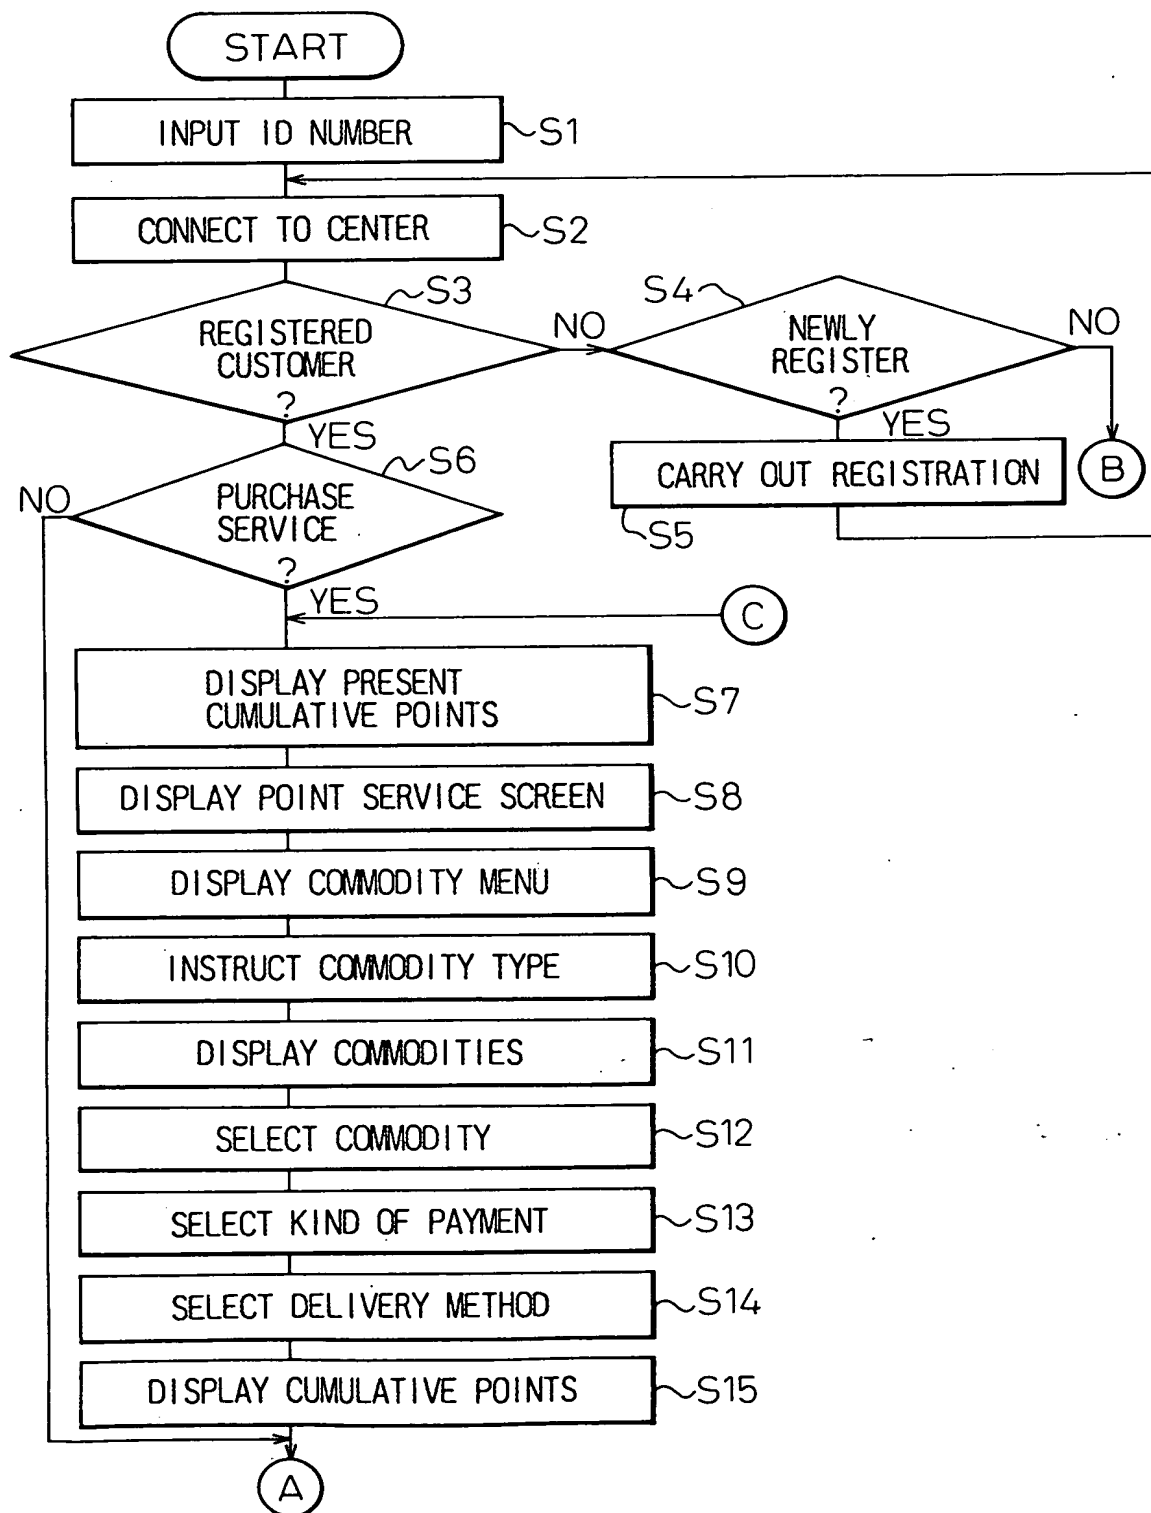 START
INPUT ID NUMBER
S1
CONNECT TO CENTER
S2
S3
REGISTERED
CUSTOMER
?
NO
YES
S4
NEWLY
REGISTER
?
NO
YES
CARRY OUT REGISTRATION
S5
B
S6
PURCHASE
SERVICE
?
NO
YES
C
DISPLAY PRESENT
CUMULATIVE POINTS
S7
DISPLAY POINT SERVICE SCREEN
S8
DISPLAY COMMODITY MENU
S9
INSTRUCT COMMODITY TYPE
S10
DISPLAY COMMODITIES
S11
SELECT COMMODITY
S12
SELECT KIND OF PAYMENT
S13
SELECT DELIVERY METHOD
S14
DISPLAY CUMULATIVE POINTS
S15
A